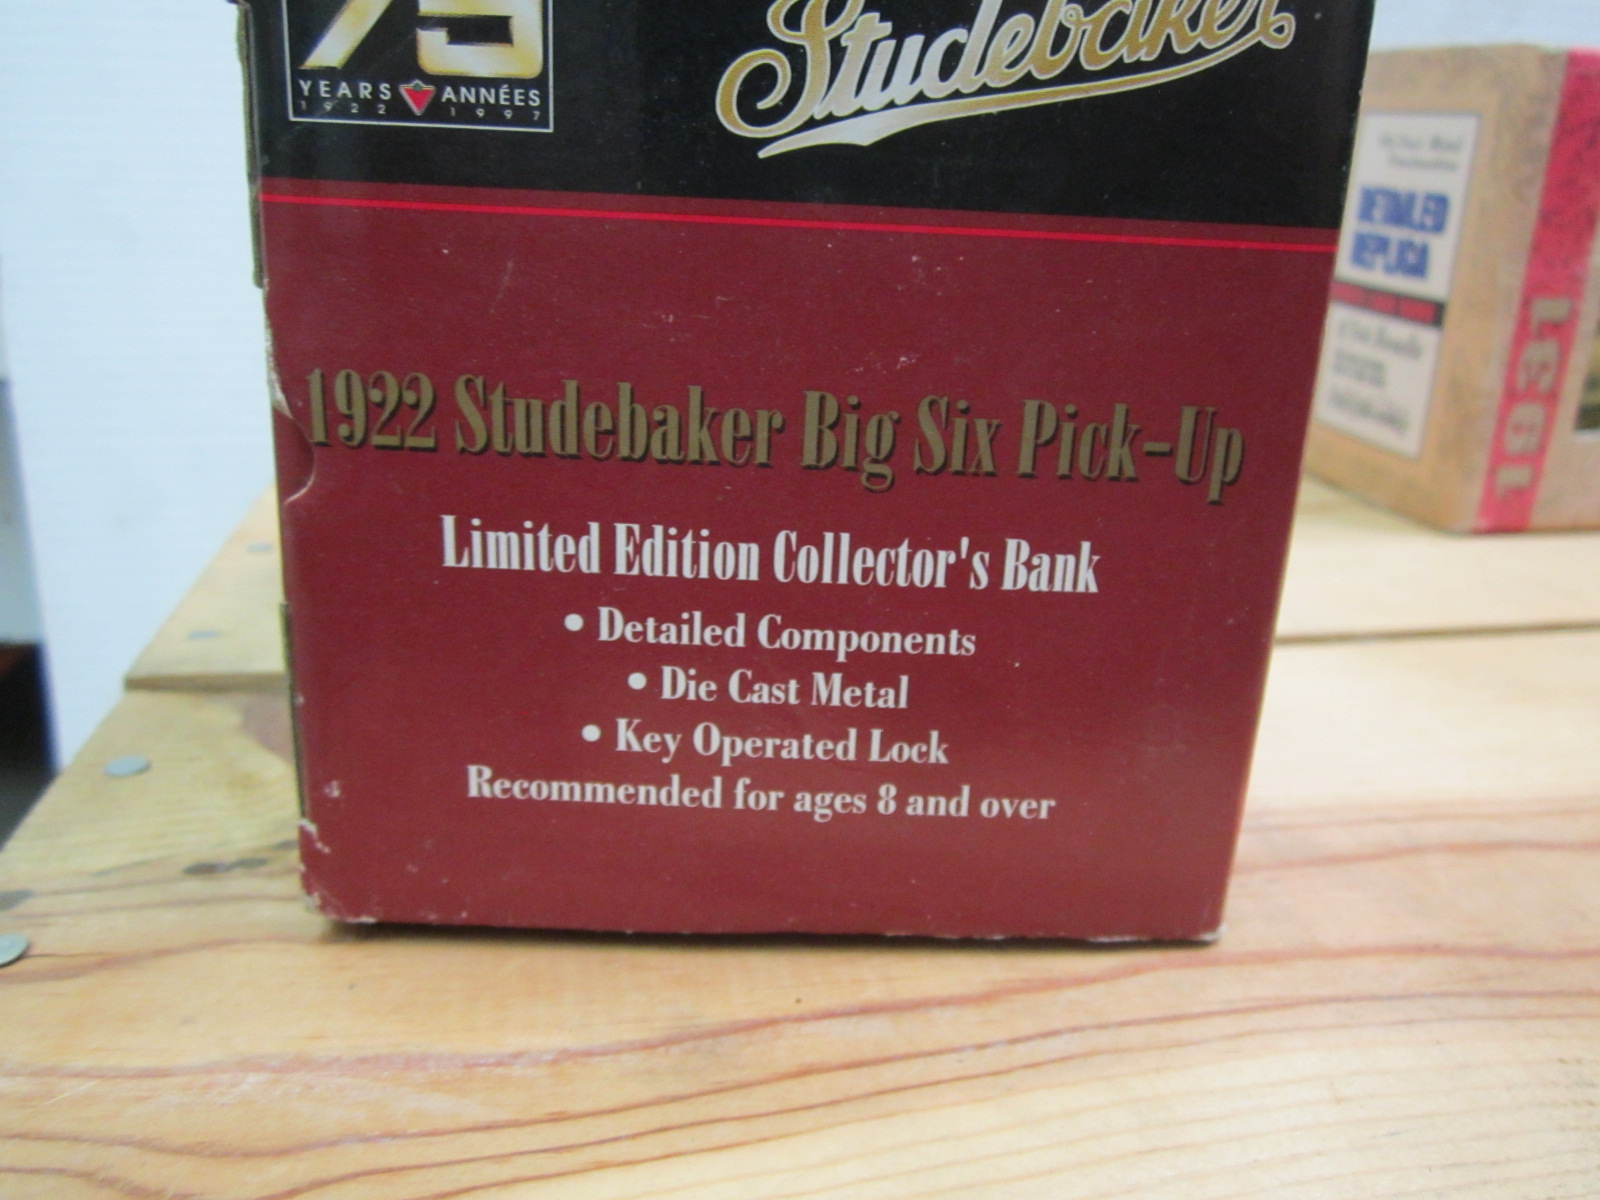 75
YEARS ANNÉES
1922 1997
Studebaker
1922 Studebaker Big Six Pick-Up
Limited Edition Collector's Bank
• Detailed Components
• Die Cast Metal
• Key Operated Lock
Recommended for ages 8 and over
DETAILED
REPLICA
1931